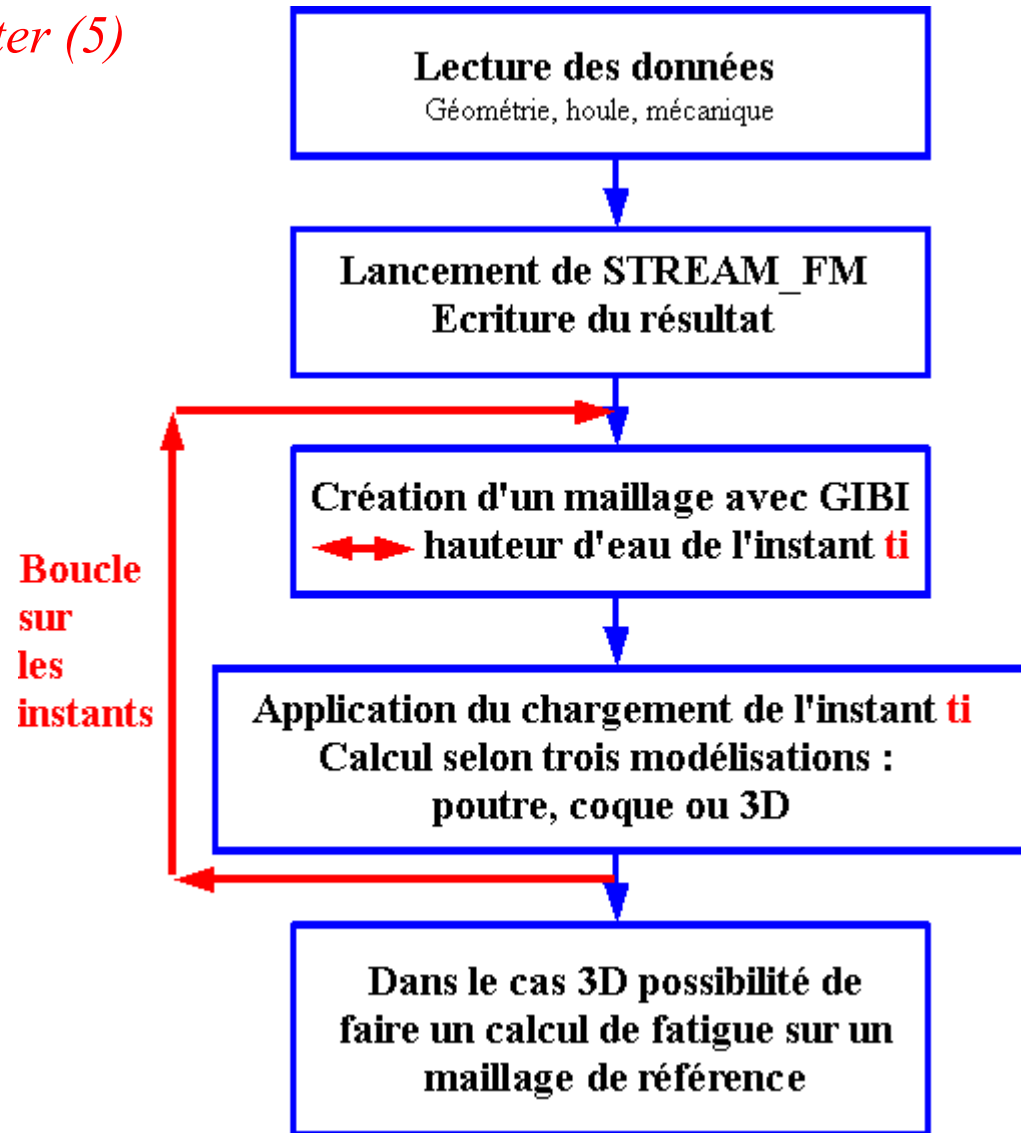 (5)
Lecture des données
Géométrie, houle, mécanique
Lancement de STREAM_FM
Ecriture du résultat
Création d'un maillage avec GIBI
hauteur d'eau de l'instant ti
Boucle
sur
les
instants
Application du chargement de l'instant ti
Calcul selon trois modélisations :
poutre, coque ou 3D
Dans le cas 3D possibilité de
faire un calcul de fatigue sur un
maillage de référence